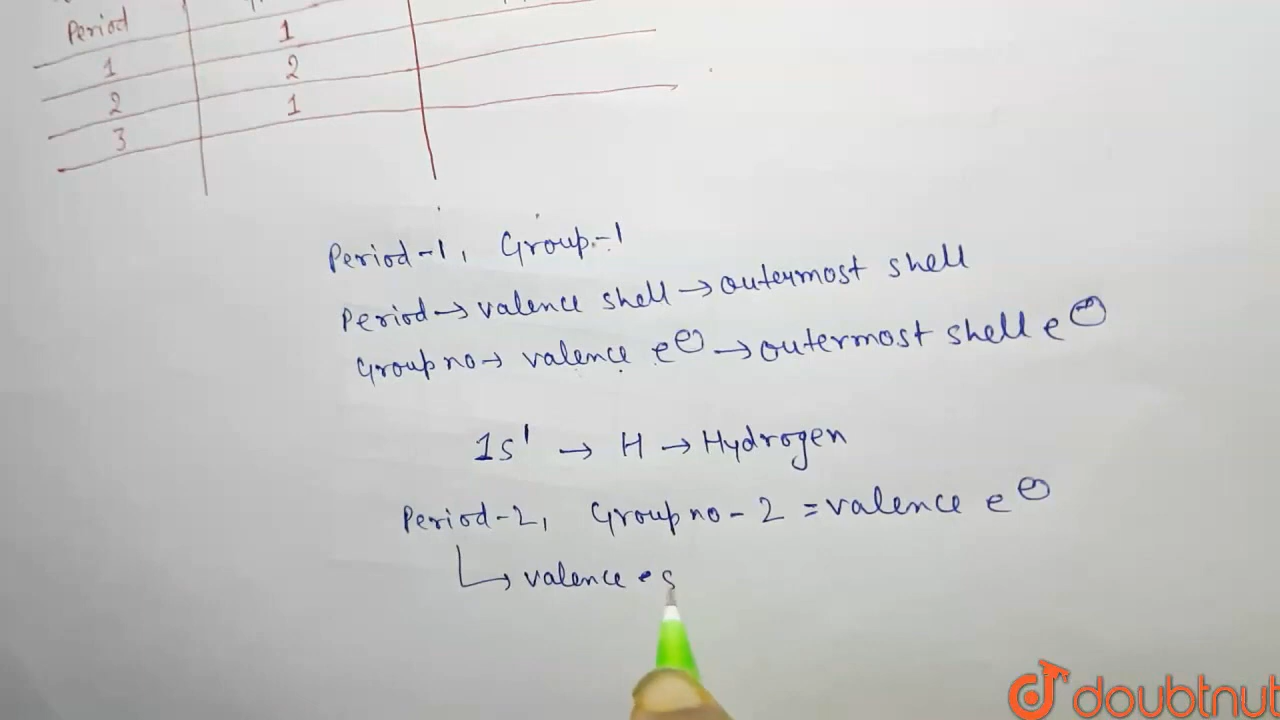 Period 1
1 2
2 1
3
Period-1, Group-1
Period → valence shell → outermost shell
Group no → valence e⊖ → outermost shell e⊖
1s¹ → H → Hydrogen
Period-2, Group no - 2 = valence e⊖
↳ valence s
doubtnut